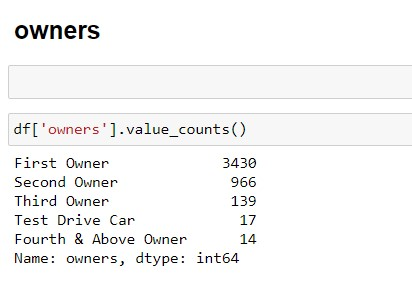 owners
df['owners'].value_counts()
First Owner 3430
Second Owner 966
Third Owner 139
Test Drive Car 17
Fourth & Above Owner 14
Name: owners, dtype: int64